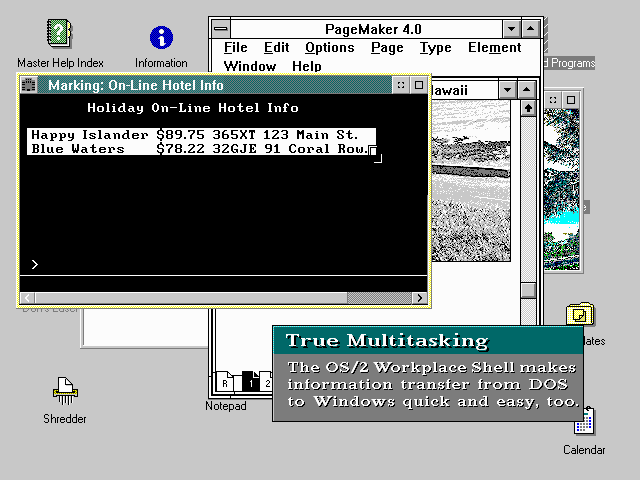 PageMaker 4.0
File Edit Options Page Type Element
Window Help
Master Help Index
Information
d Programs
Marking: On-Line Hotel Info
awaii
Holiday On-Line Hotel Info
Happy Islander $89.75 365XT 123 Main St.
Blue Waters $78.22 32GJE 91 Coral Row.
>
True Multitasking
The OS/2 Workplace Shell makes
information transfer from DOS
to Windows quick and easy, too.
lates
R 1 2
Notepad
Shredder
Calendar